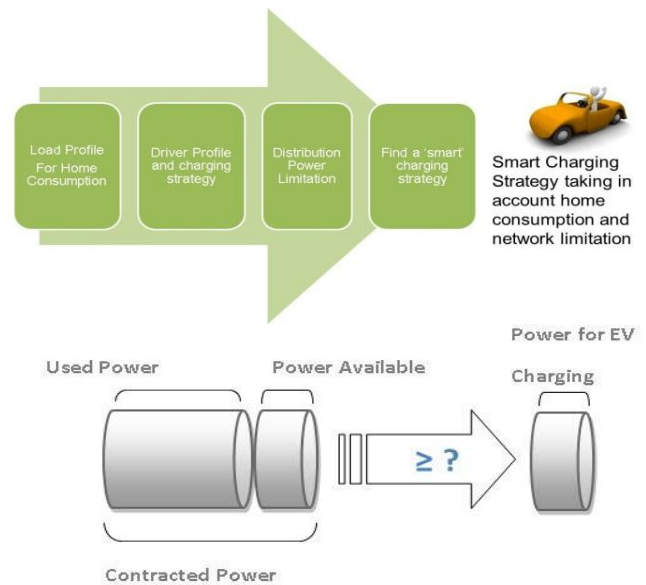 Load Profile
For Home
Consumption
Driver Profile
and charging
strategy
Distribution
Power
Limitation
Find a 'smart'
charging
strategy
Smart Charging
Strategy taking in
account home
consumption and
network limitation
Power for EV
Charging
Used Power
Power Available
≥ ?
Contracted Power